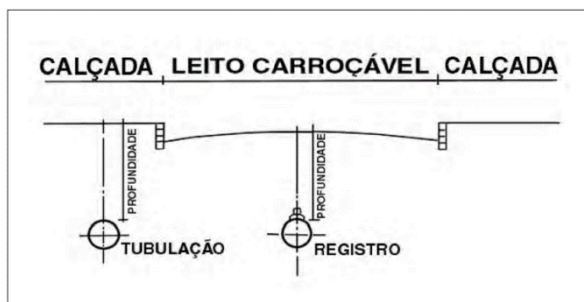 CALÇADA LEITO CARROÇÁVEL CALÇADA
PROFUNDIDADE
PROFUNDIDADE
TUBULAÇÃO
REGISTRO